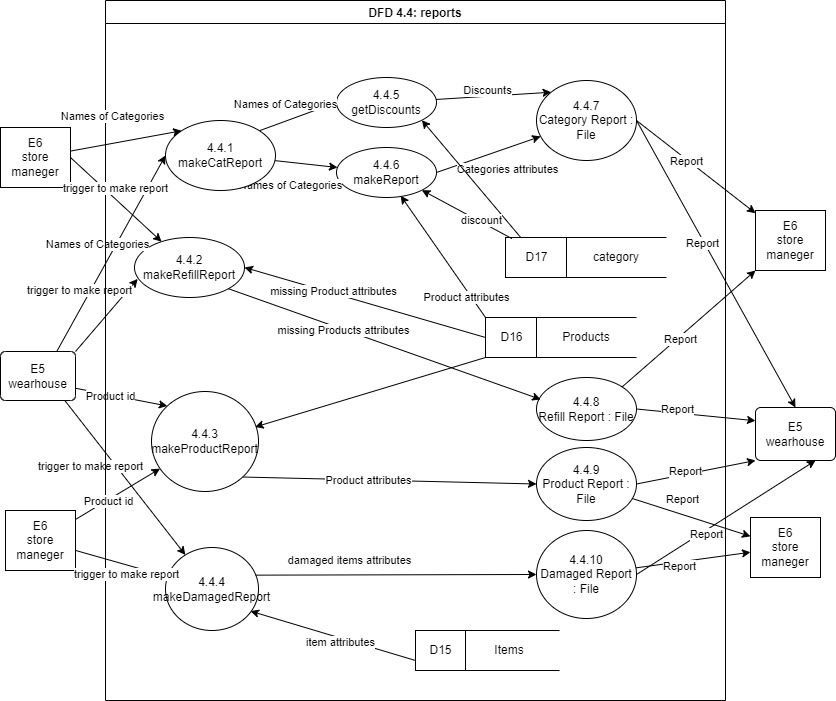 DFD 4.4: reports
4.4.5
getDiscounts
Discounts
4.4.7
Category Report :
File
Names of Categories
Names of Categories
E6
store
maneger
4.4.1
makeCatReport
4.4.6
makeReport
Categories attributes
Report
Names of Categories
trigger to make report
discount
E6
store
maneger
Names of Categories
4.4.2
makeRefillReport
D17
category
Report
trigger to make report
missing Product attributes
Product attributes
missing Products attributes
D16
Products
Report
E5
wearhouse
Product id
4.4.8
Refill Report : File
Report
E5
wearhouse
4.4.3
makeProductReport
trigger to make report
Product attributes
4.4.9
Product Report :
File
Report
Product id
Report
E6
store
maneger
E6
store
maneger
Report
damaged items attributes
4.4.10
Damaged Report
: File
Report
trigger to make report
4.4.4
makeDamagedReport
item attributes
D15
Items